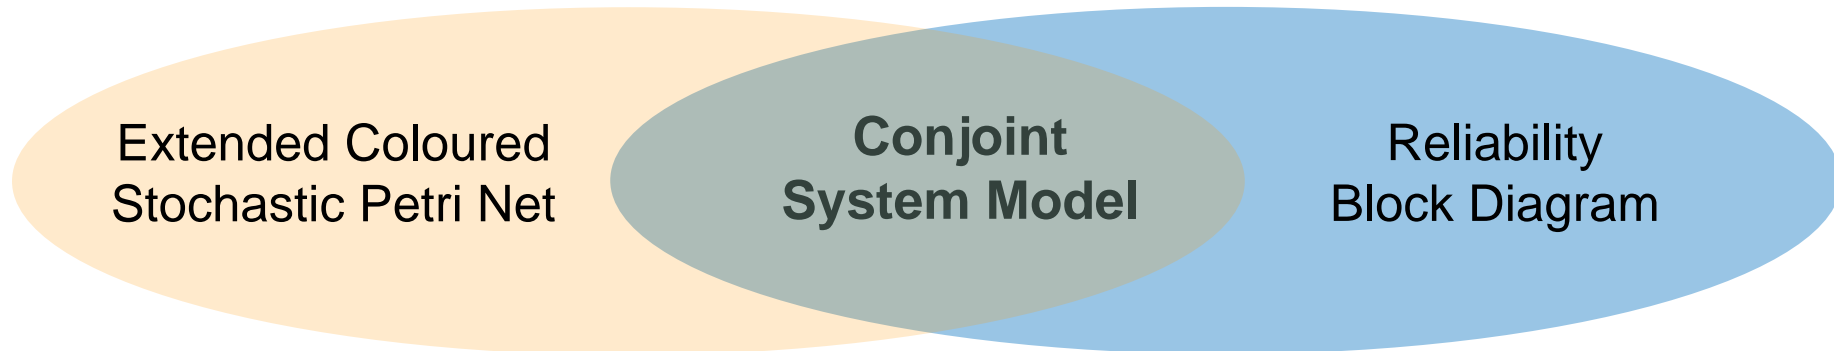 Extended Coloured
Stochastic Petri Net
Conjoint
System Model
Reliability
Block Diagram